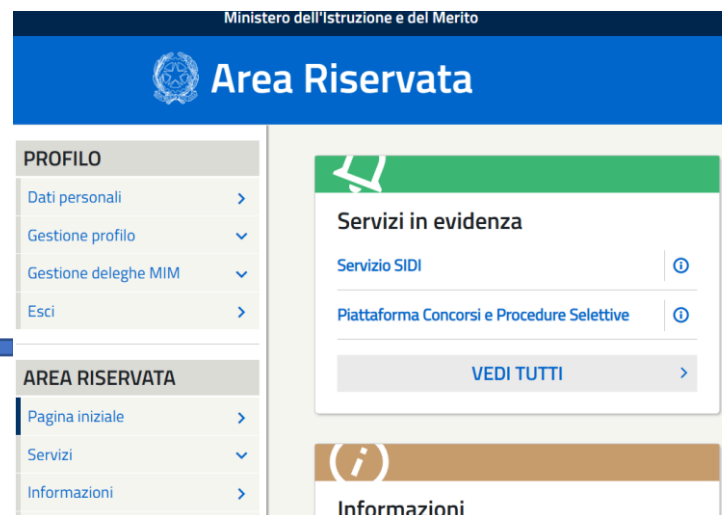 Ministero dell'Istruzione e del Merito
Area Riservata
PROFILO
Dati personali
Gestione profilo
Gestione deleghe MIM
Esci
AREA RISERVATA
Pagina iniziale
Servizi
Informazioni
Servizi in evidenza
Servizio SIDI
Piattaforma Concorsi e Procedure Selettive
VEDI TUTTI
Informazioni